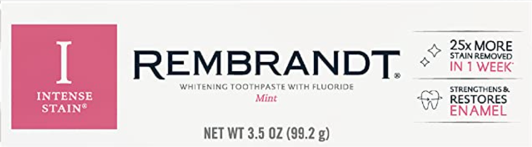 I
INTENSE
STAIN®
REMBRANDT®
WHITENING TOOTHPASTE WITH FLUORIDE
Mint
NET WT 3.5 OZ (99.2 g)
25x MORE
STAIN REMOVED
IN 1 WEEK*
STRENGTHENS &
RESTORES
ENAMEL